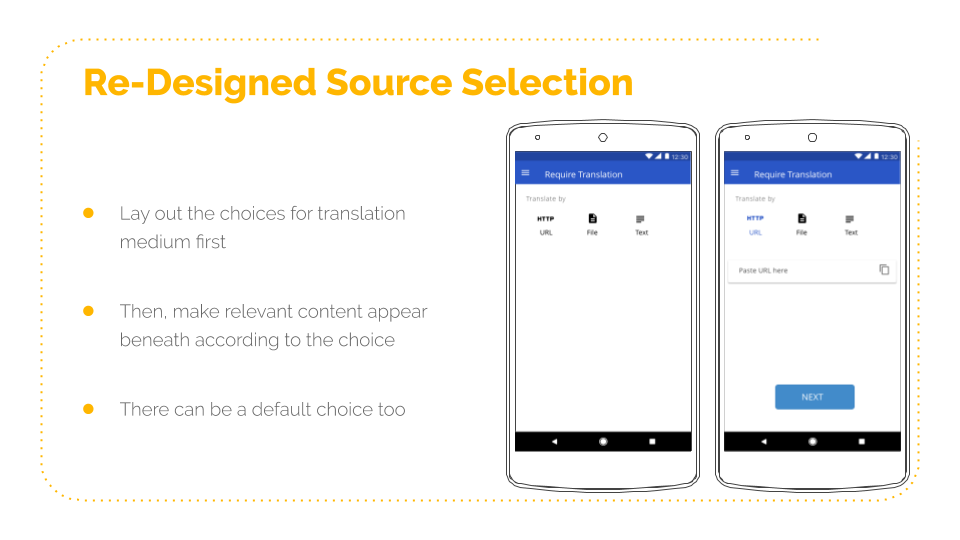 Re-Designed Source Selection
Lay out the choices for translation
medium first
Then, make relevant content appear
beneath according to the choice
There can be a default choice too
12:30
Require Translation
Translate by
HTTP
URL File Text
12:30
Require Translation
Translate by
HTTP
URL File Text
Paste URL here
NEXT